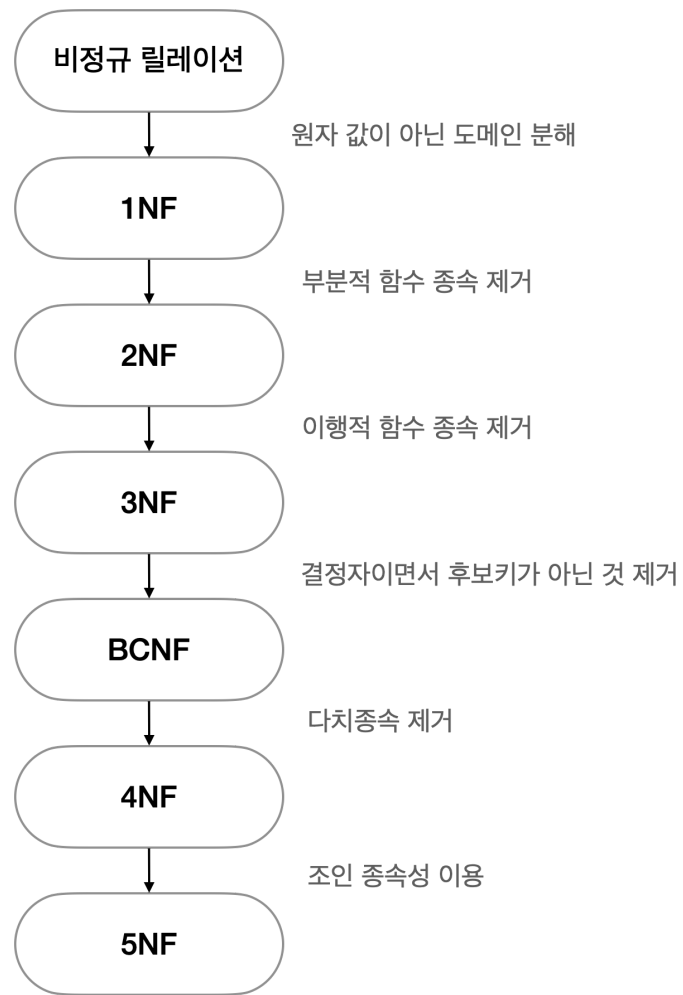 비정규 릴레이션
원자 값이 아닌 도메인 분해
1NF
부분적 함수 종속 제거
2NF
이행적 함수 종속 제거
3NF
결정자이면서 후보키가 아닌 것 제거
BCNF
다치종속 제거
4NF
조인 종속성 이용
5NF